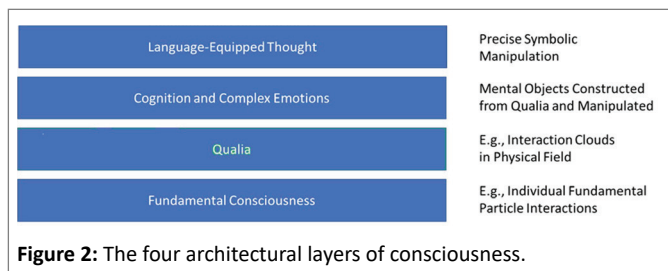 Language-Equipped Thought
Precise Symbolic
Manipulation
Cognition and Complex Emotions
Mental Objects Constructed
from Qualia and Manipulated
Qualia
E.g., Interaction Clouds
in Physical Field
Fundamental Consciousness
E.g., Individual Fundamental
Particle Interactions
Figure 2: The four architectural layers of consciousness.